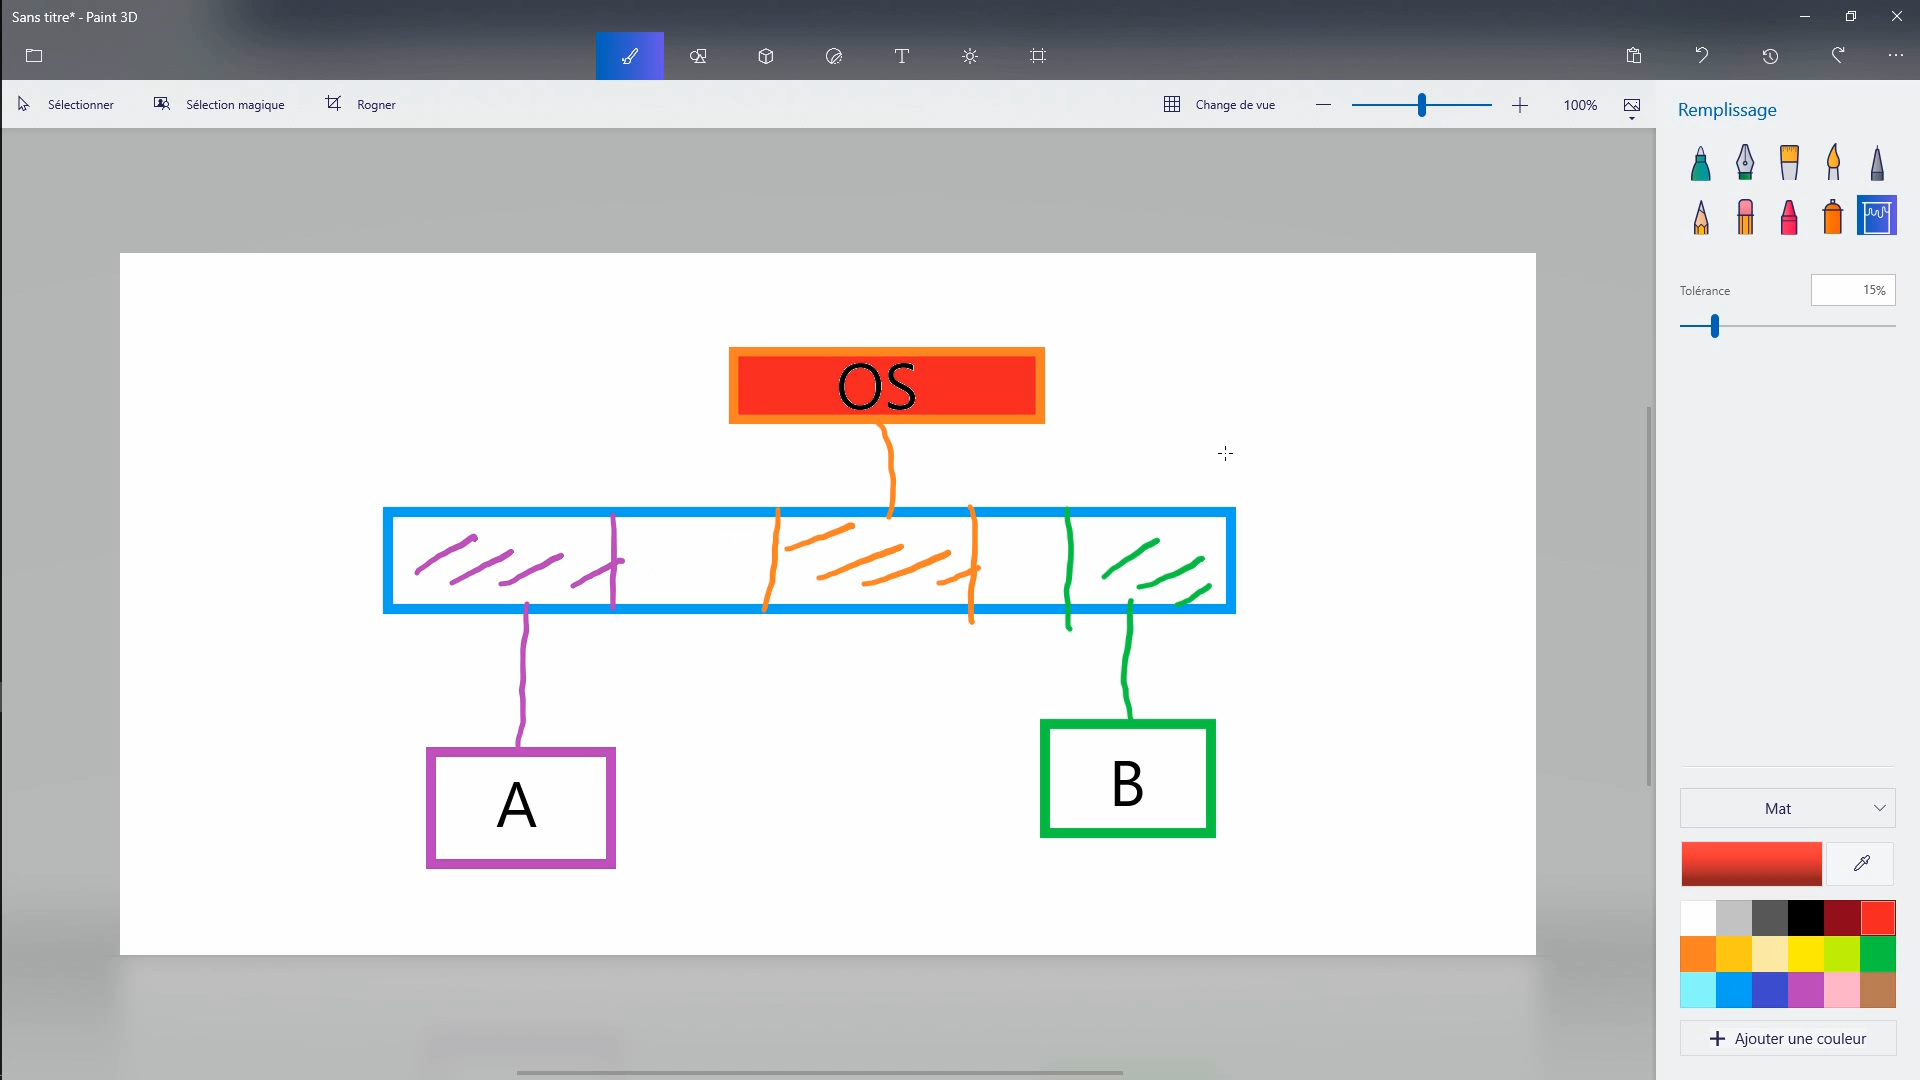 Sans titre* - Paint 3D
Sélectionner Sélection magique Rogner Change de vue 100%
Remplissage
Tolérance 15%
OS
A
B
Mat
Ajouter une couleur